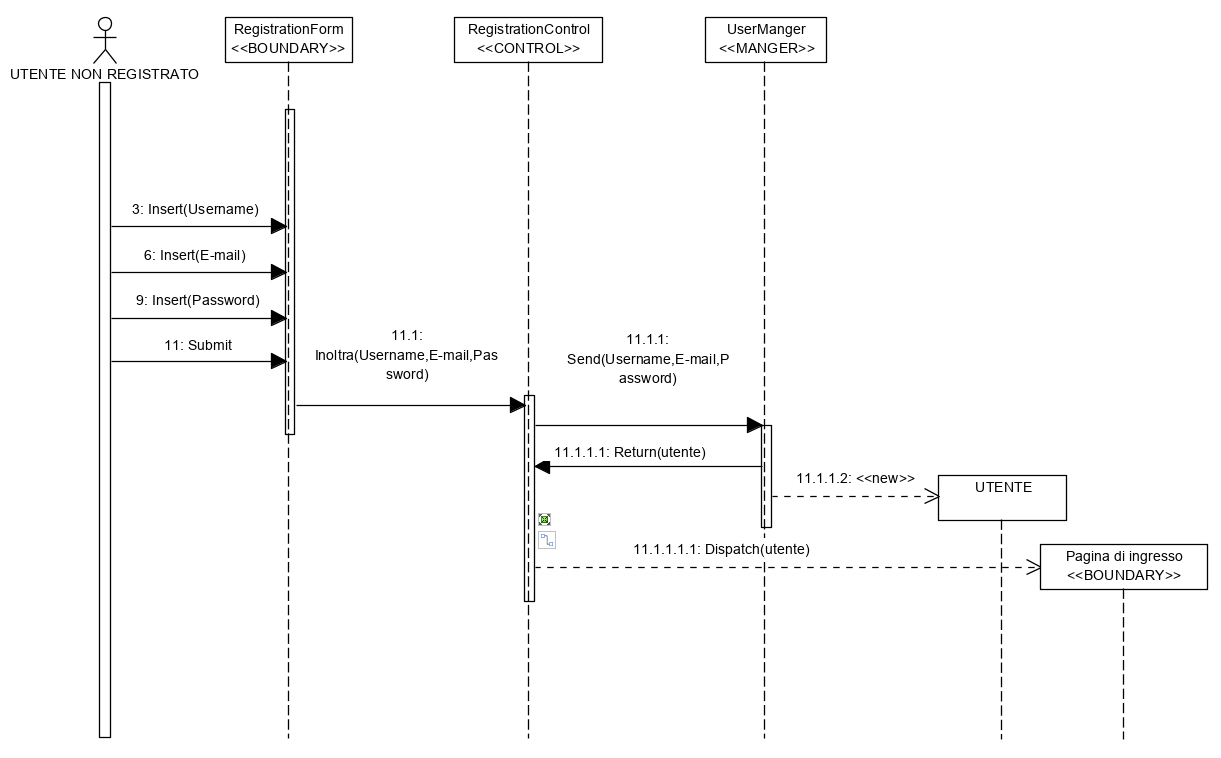 RegistrationForm
<<BOUNDARY>>
RegistrationControl
<<CONTROL>>
UserManger
<<MANGER>>
UTENTE NON REGISTRATO
3: Insert(Username)
6: Insert(E-mail)
9: Insert(Password)
11: Submit
11.1:
Inoltra(Username,E-mail,Pas
sword)
11.1.1:
Send(Username,E-mail,P
assword)
11.1.1.1: Return(utente)
11.1.1.2: <<new>>
UTENTE
11.1.1.1.1: Dispatch(utente)
Pagina di ingresso
<<BOUNDARY>>